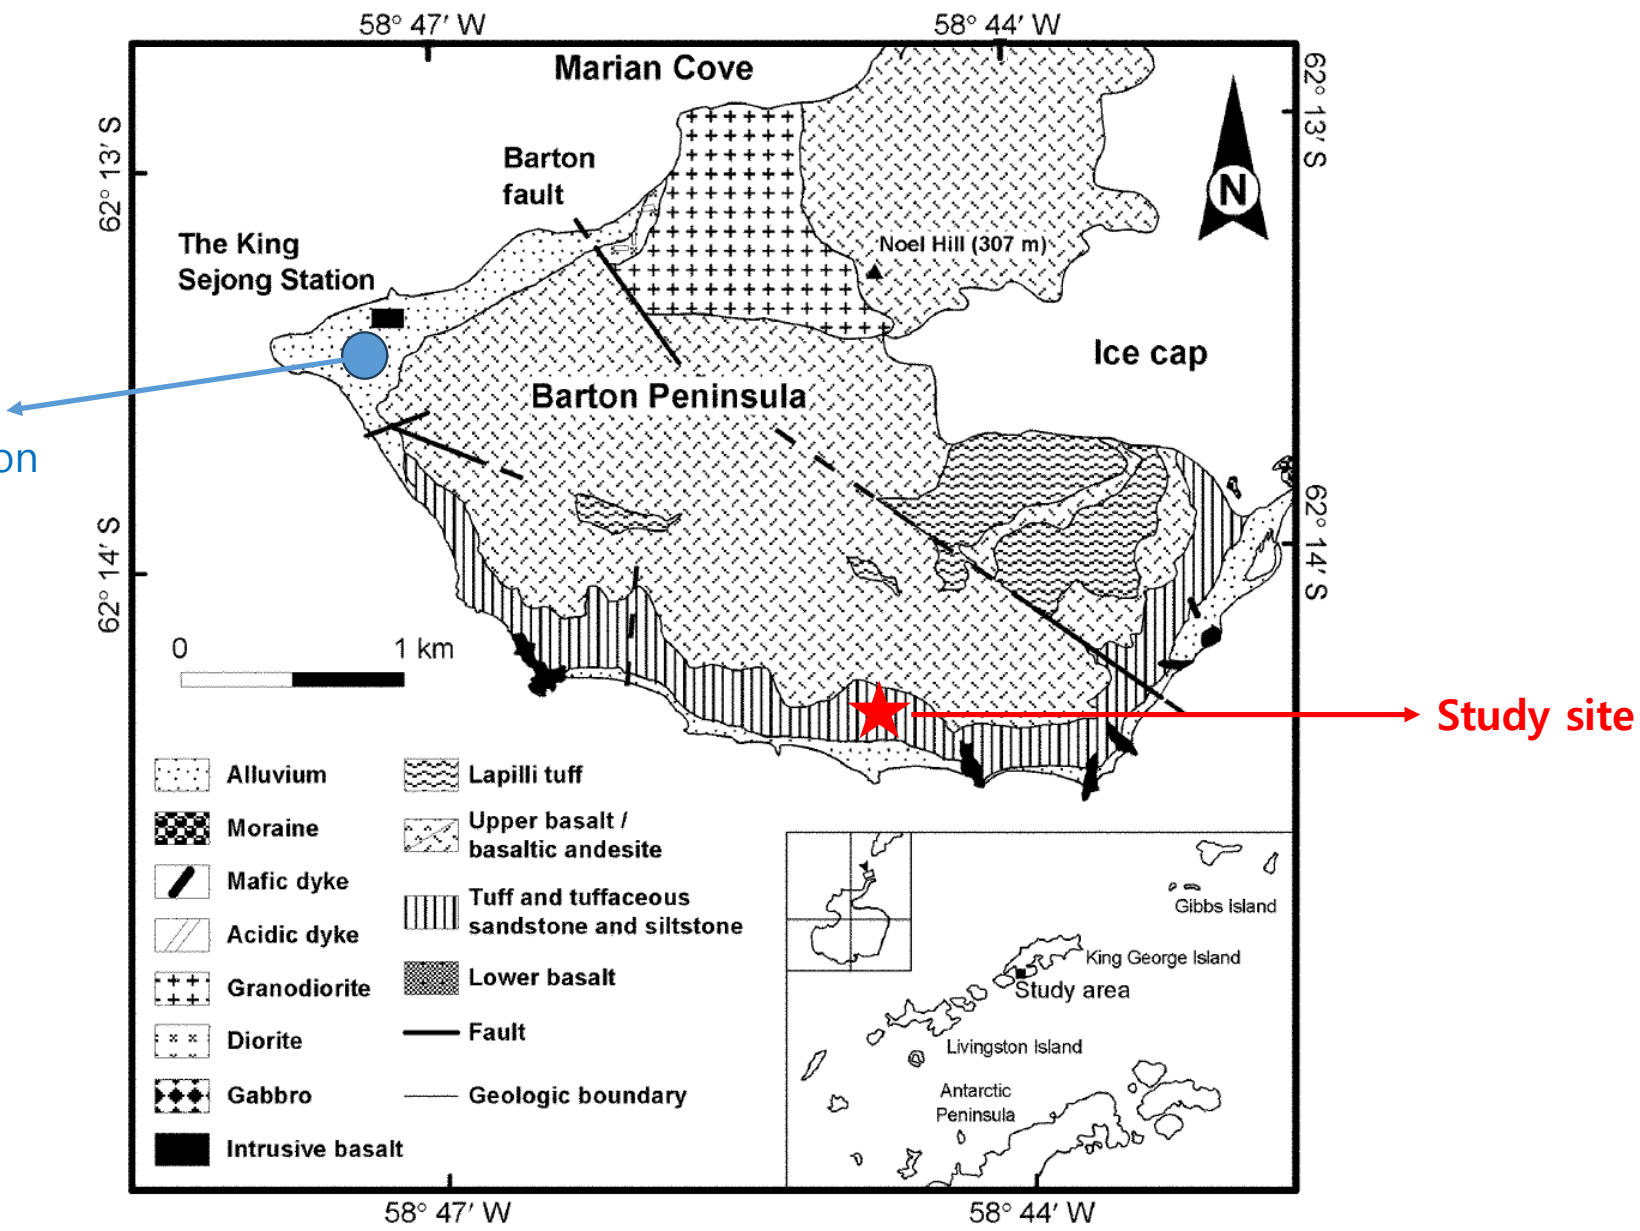 58° 47′ W
58° 44′ W
Marian Cove
62° 13′ S
62° 13′ S
Barton
fault
N
The King
Sejong Station
Noel Hill (307 m)
Ice cap
Barton Peninsula
on
62° 14′ S
62° 14′ S
0 1 km
Study site
Alluvium
Moraine
Mafic dyke
Acidic dyke
Granodiorite
Diorite
Gabbro
Intrusive basalt
Lapilli tuff
Upper basalt /
basaltic andesite
Tuff and tuffaceous
sandstone and siltstone
Lower basalt
Fault
Geologic boundary
Gibbs Island
King George Island
Study area
Livingston Island
Antarctic
Peninsula
58° 47′ W
58° 44′ W